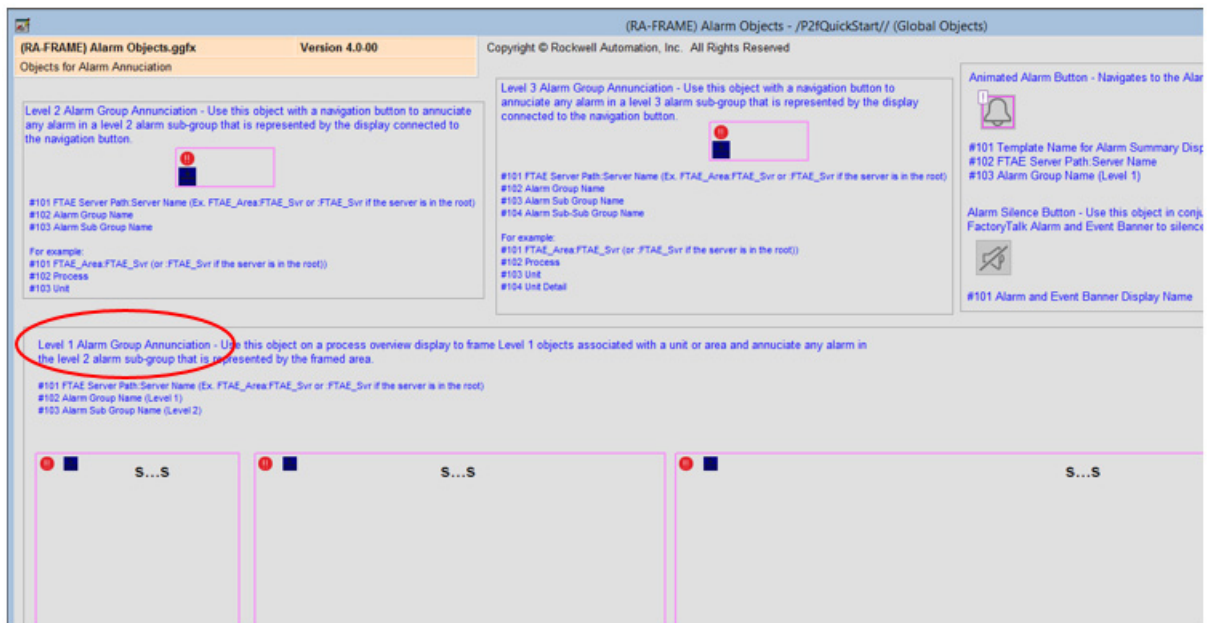 (RA-FRAME) Alarm Objects - /P2fQuickStart// (Global Objects)
(RA-FRAME) Alarm Objects.ggfx Version 4.0-00
Objects for Alarm Annuciation
Copyright © Rockwell Automation, Inc. All Rights Reserved
Level 2 Alarm Group Annunciation - Use this object with a navigation button to annuciate
any alarm in a level 2 alarm sub-group that is represented by the display connected to
the navigation button.
#101 FTAE Server Path:Server Name (Ex. FTAE_Area:FTAE_Svr or :FTAE_Svr if the server is in the root)
#102 Alarm Group Name
#103 Alarm Sub Group Name
For example:
#101 FTAE_Area:FTAE_Svr (or :FTAE_Svr if the server is in the root))
#102 Process
#103 Unit
Level 3 Alarm Group Annunciation - Use this object with a navigation button to
annuciate any alarm in a level 3 alarm sub-group that is represented by the display
connected to the navigation button.
#101 FTAE Server Path:Server Name (Ex. FTAE_Area:FTAE_Svr or :FTAE_Svr if the server is in the root)
#102 Alarm Group Name
#103 Alarm Sub Group Name
#104 Alarm Sub-Sub Group Name
For example:
#101 FTAE_Area:FTAE_Svr (or :FTAE_Svr if the server is in the root))
#102 Process
#103 Unit
#104 Unit Detail
Animated Alarm Button - Navigates to the Alar
#101 Template Name for Alarm Summary Disp
#102 FTAE Server Path:Server Name
#103 Alarm Group Name (Level 1)
Alarm Silence Button - Use this object in conju
FactoryTalk Alarm and Event Banner to silence
#101 Alarm and Event Banner Display Name
Level 1 Alarm Group Annunciation - Use this object on a process overview display to frame Level 1 objects associated with a unit or area and annuciate any alarm in
the level 2 alarm sub-group that is represented by the framed area.
#101 FTAE Server Path:Server Name (Ex. FTAE_Area:FTAE_Svr or :FTAE_Svr if the server is in the root)
#102 Alarm Group Name (Level 1)
#103 Alarm Sub Group Name (Level 2)
S...S
S...S
S...S